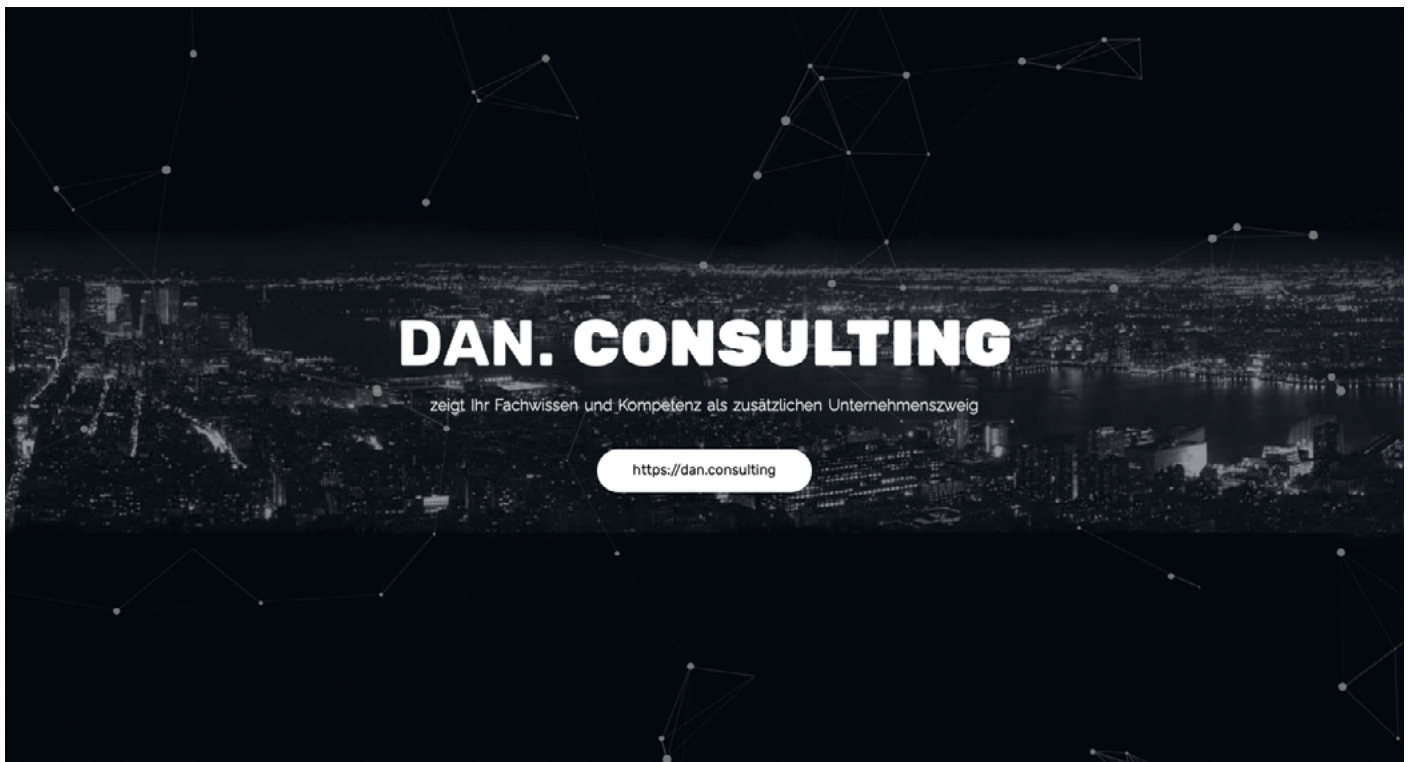 DAN. CONSULTING
zeigt Ihr Fachwissen und Kompetenz als zusätzlichen Unternehmenszweig
https://dan.consulting